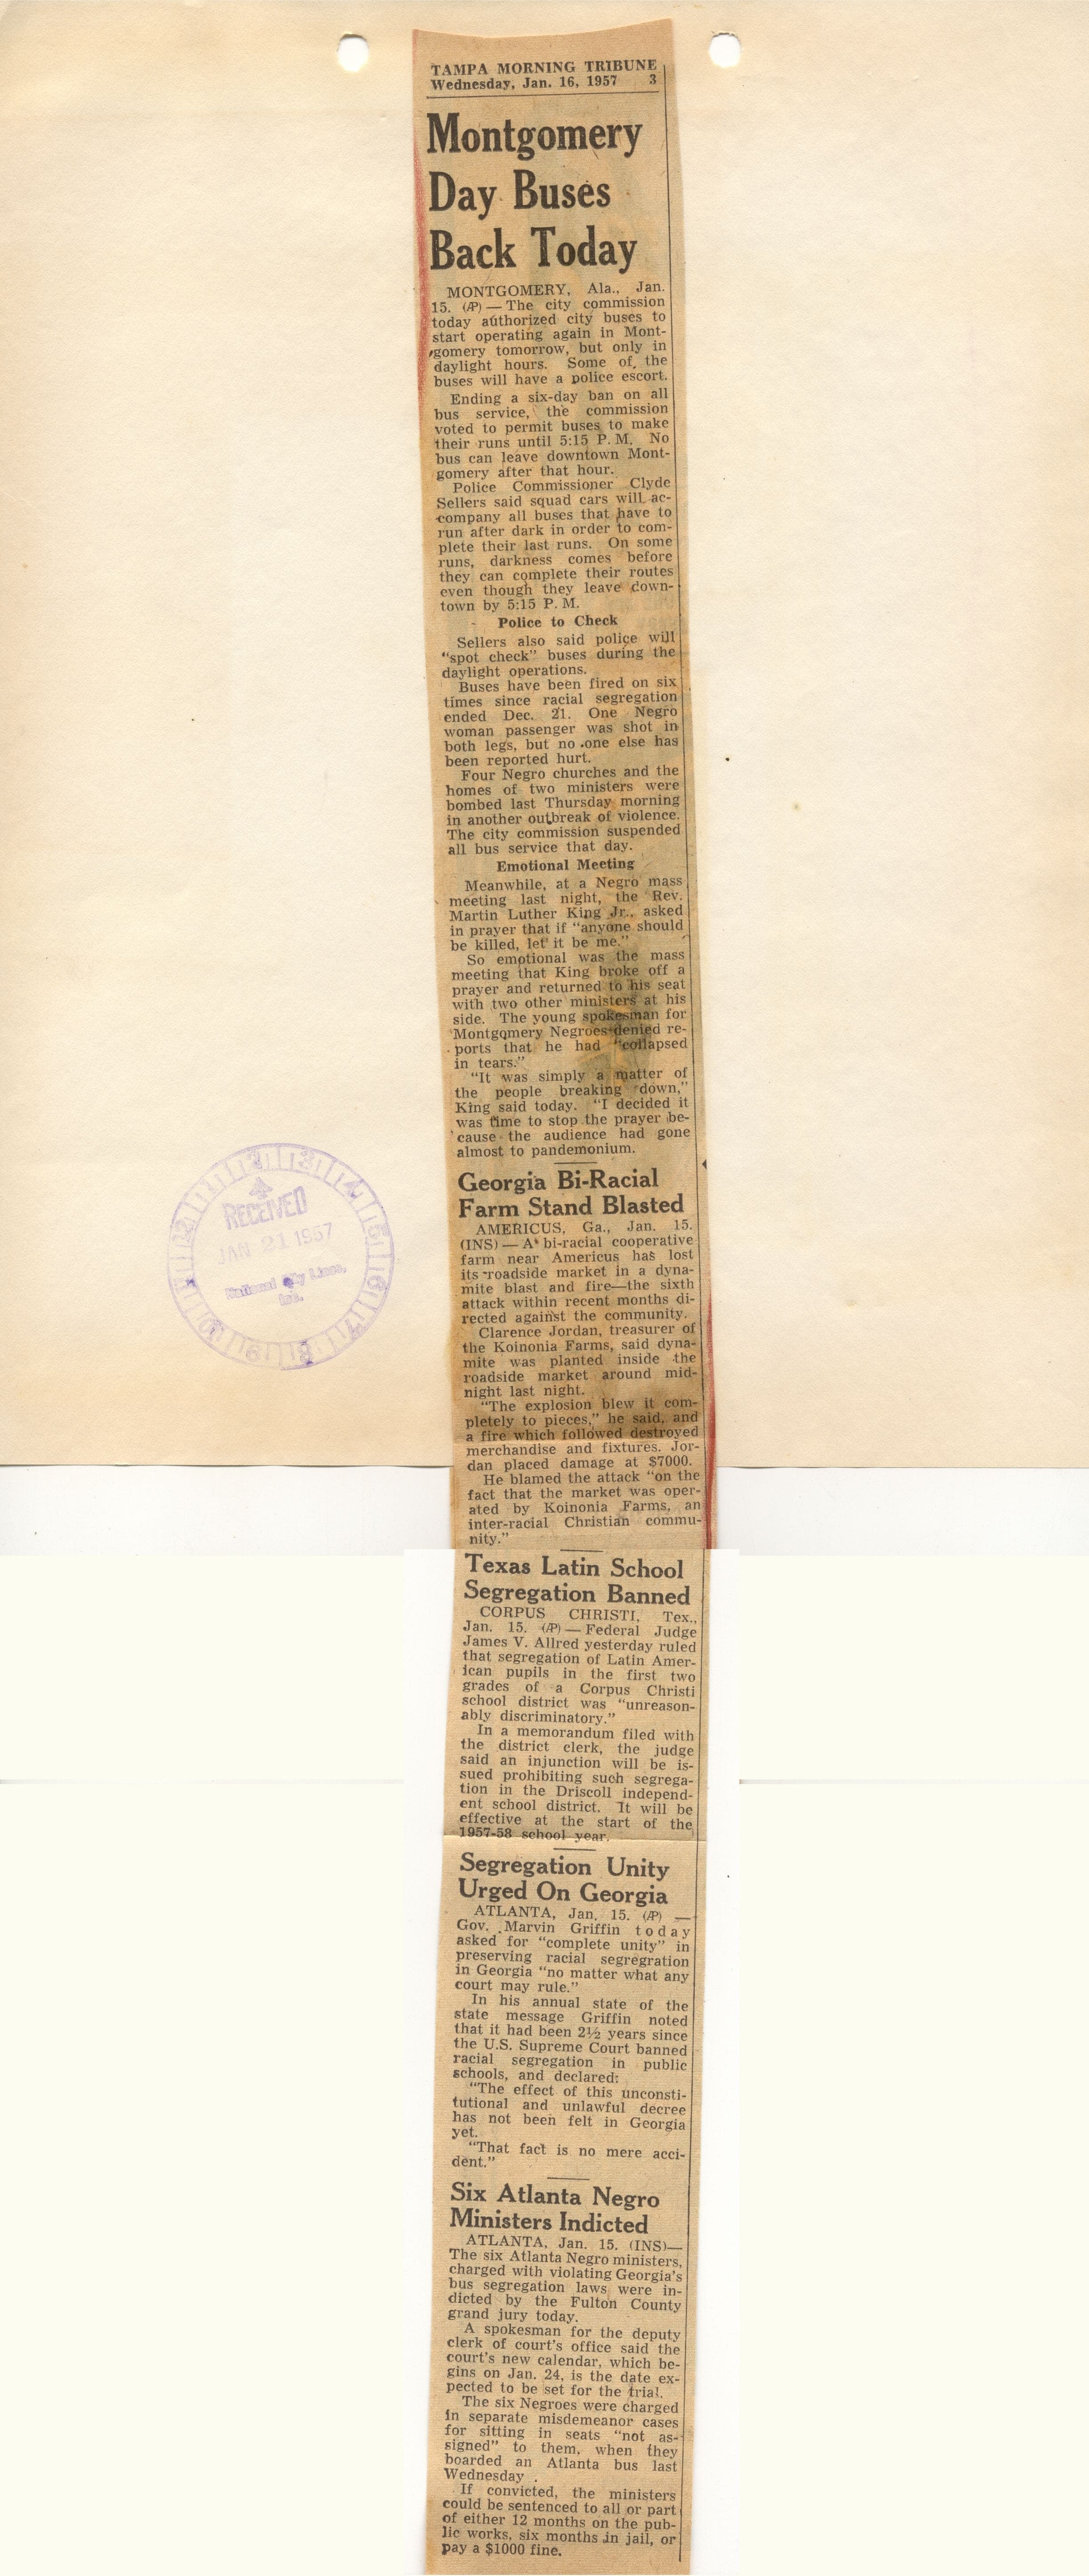 TAMPA MORNING TRIBUNE
Wednesday, Jan. 16, 1957 3
Montgomery
Day Buses
Back Today
MONTGOMERY, Ala., Jan.
15. (AP) — The city commission
today authorized city buses to
start operating again in Mont-
gomery tomorrow, but only in
daylight hours. Some of the
buses will have a police escort.
Ending a six-day ban on all
bus service, the commission
voted to permit buses to make
their runs until 5:15 P. M. No
bus can leave downtown Mont-
gomery after that hour.
Police Commissioner Clyde
Sellers said squad cars will ac-
company all buses that have to
run after dark in order to com-
plete their last runs. On some
runs, darkness comes before
they can complete their routes
even though they leave down-
town by 5:15 P. M.
Police to Check
Sellers also said police will
"spot check" buses during the
daylight operations.
Buses have been fired on six
times since racial segregation
ended Dec. 21. One Negro
woman passenger was shot in
both legs, but no one else has
been reported hurt.
Four Negro churches and the
homes of two ministers were
bombed last Thursday morning
in another outbreak of violence.
The city commission suspended
all bus service that day.
Emotional Meeting
Meanwhile, at a Negro mass
meeting last night, the Rev.
Martin Luther King Jr., asked
in prayer that if "anyone should
be killed, let it be me."
So emotional was the mass
meeting that King broke off a
prayer and returned to his seat
with two other ministers at his
side. The young spokesman for
Montgomery Negroes denied re-
ports that he had "collapsed
in tears."
"It was simply a matter of
the people breaking down,"
King said today. "I decided it
was time to stop the prayer be-
cause the audience had gone
almost to pandemonium.
Georgia Bi-Racial
Farm Stand Blasted
AMERICUS, Ga., Jan. 15.
(INS) — A bi-racial cooperative
farm near Americus has lost
its roadside market in a dyna-
mite blast and fire—the sixth
attack within recent months di-
rected against the community.
Clarence Jordan, treasurer of
the Koinonia Farms, said dyna-
mite was planted inside the
roadside market around mid-
night last night.
"The explosion blew it com-
pletely to pieces," he said, and
a fire which followed destroyed
merchandise and fixtures. Jor-
dan placed damage at $7000.
He blamed the attack "on the
fact that the market was oper-
ated by Koinonia Farms, an
inter-racial Christian commu-
nity."
Texas Latin School
Segregation Banned
CORPUS CHRISTI, Tex.,
Jan. 15. (AP) — Federal Judge
James V. Allred yesterday ruled
that segregation of Latin Amer-
ican pupils in the first two
grades of a Corpus Christi
school district was "unreason-
ably discriminatory."
In a memorandum filed with
the district clerk, the judge
said an injunction will be is-
sued prohibiting such segrega-
tion in the Driscoll independ-
ent school district. It will be
effective at the start of the
1957-58 school year.
Segregation Unity
Urged On Georgia
ATLANTA, Jan. 15. (AP) —
Gov. Marvin Griffin today
asked for "complete unity" in
preserving racial segregration
in Georgia "no matter what any
court may rule."
In his annual state of the
state message Griffin noted
that it had been 2½ years since
the U.S. Supreme Court banned
racial segregation in public
schools, and declared:
"The effect of this unconsti-
tutional and unlawful decree
has not been felt in Georgia
yet.
"That fact is no mere acci-
dent."
Six Atlanta Negro
Ministers Indicted
ATLANTA, Jan. 15. (INS)—
The six Atlanta Negro ministers,
charged with violating Georgia's
bus segregation laws were in-
dicted by the Fulton County
grand jury today.
A spokesman for the deputy
clerk of court's office said the
court's new calendar, which be-
gins on Jan. 24, is the date ex-
pected to be set for the trial.
The six Negroes were charged
in separate misdemeanor cases
for sitting in seats "not as-
signed" to them, when they
boarded an Atlanta bus last
Wednesday .
If convicted, the ministers
could be sentenced to all or part
of either 12 months on the pub-
lic works, six months in jail, or
pay a $1000 fine.
RECEIVED
JAN 21 1957
National City Lines,
Inc.
12 1 2 3 4 5 6 7 8 9 10 11